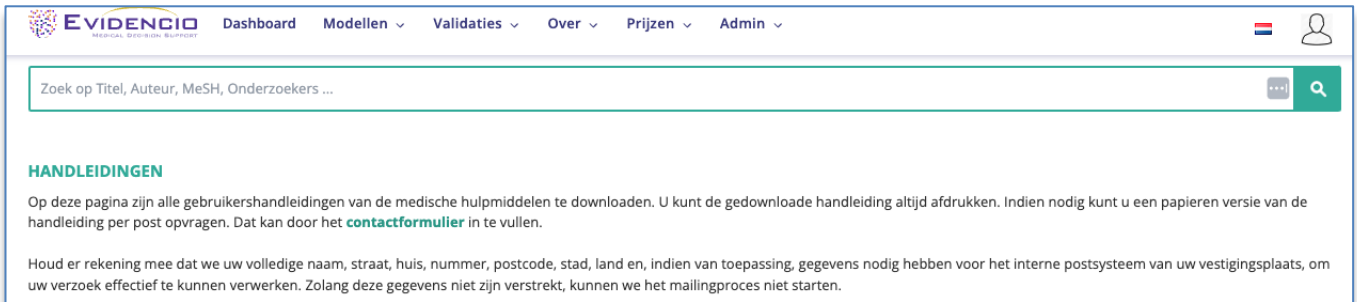 EVIDENCIO
MEDICAL DECISION SUPPORT
Dashboard Modellen Validaties Over Prijzen Admin
Zoek op Titel, Auteur, MeSH, Onderzoekers ...
HANDLEIDINGEN
Op deze pagina zijn alle gebruikershandleidingen van de medische hulpmiddelen te downloaden. U kunt de gedownloade handleiding altijd afdrukken. Indien nodig kunt u een papieren versie van de
handleiding per post opvragen. Dat kan door het contactformulier in te vullen.
Houd er rekening mee dat we uw volledige naam, straat, huis, nummer, postcode, stad, land en, indien van toepassing, gegevens nodig hebben voor het interne postsysteem van uw vestigingsplaats, om
uw verzoek effectief te kunnen verwerken. Zolang deze gegevens niet zijn verstrekt, kunnen we het mailingproces niet starten.